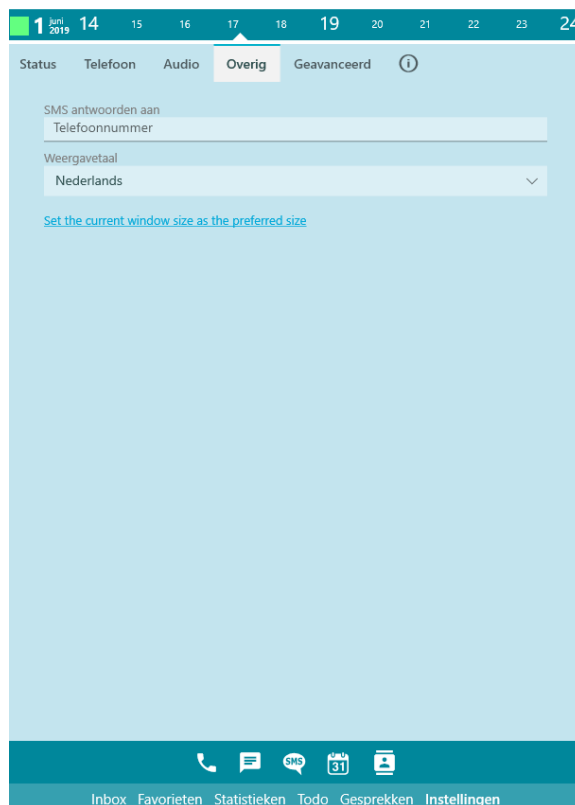 1 juni 2019 14 15 16 17 18 19 20 21 22 23 24
Status Telefoon Audio Overig Geavanceerd i
SMS antwoorden aan
Telefoonnummer
Weergavetaal
Nederlands
Set the current window size as the preferred size
SMS 31
Inbox Favorieten Statistieken Todo Gesprekken Instellingen